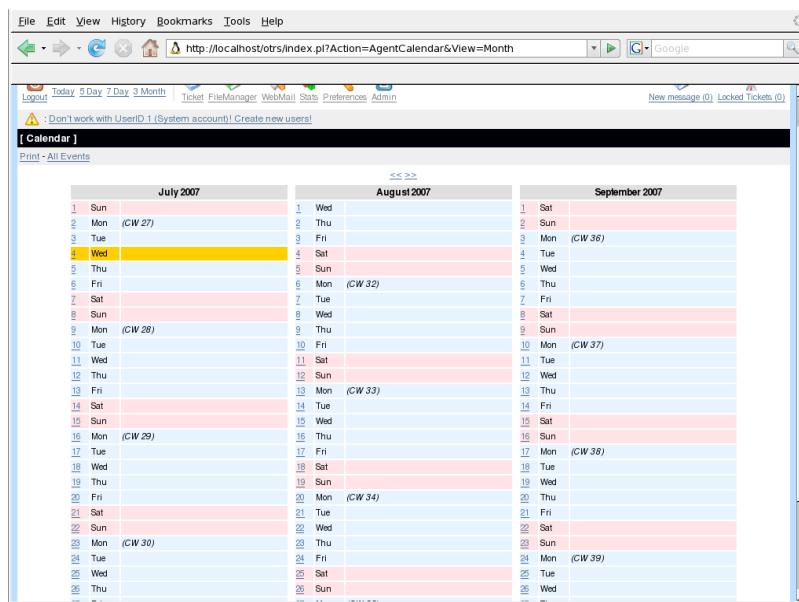 File Edit View History Bookmarks Tools Help
http://localhost/otrs/index.pl?Action=AgentCalendar&View=Month
G Google
Logout Today 5 Day 7 Day 3 Month Ticket FileManager WebMail Stats Preferences Admin New message (0) Locked Tickets (0)
: Don't work with UserID 1 (System account)! Create new users!
[ Calendar ]
Print - All Events
<< >>
July 2007 August 2007 September 2007
1 Sun 1 Wed 1 Sat
2 Mon (CW 27) 2 Thu 2 Sun
3 Tue 3 Fri 3 Mon (CW 36)
4 Wed 4 Sat 4 Tue
5 Thu 5 Sun 5 Wed
6 Fri 6 Mon (CW 32) 6 Thu
7 Sat 7 Tue 7 Fri
8 Sun 8 Wed 8 Sat
9 Mon (CW 28) 9 Thu 9 Sun
10 Tue 10 Fri 10 Mon (CW 37)
11 Wed 11 Sat 11 Tue
12 Thu 12 Sun 12 Wed
13 Fri 13 Mon (CW 33) 13 Thu
14 Sat 14 Tue 14 Fri
15 Sun 15 Wed 15 Sat
16 Mon (CW 29) 16 Thu 16 Sun
17 Tue 17 Fri 17 Mon (CW 38)
18 Wed 18 Sat 18 Tue
19 Thu 19 Sun 19 Wed
20 Fri 20 Mon (CW 34) 20 Thu
21 Sat 21 Tue 21 Fri
22 Sun 22 Wed 22 Sat
23 Mon (CW 30) 23 Thu 23 Sun
24 Tue 24 Fri 24 Mon (CW 39)
25 Wed 25 Sat 25 Tue
26 Thu 26 Sun 26 Wed